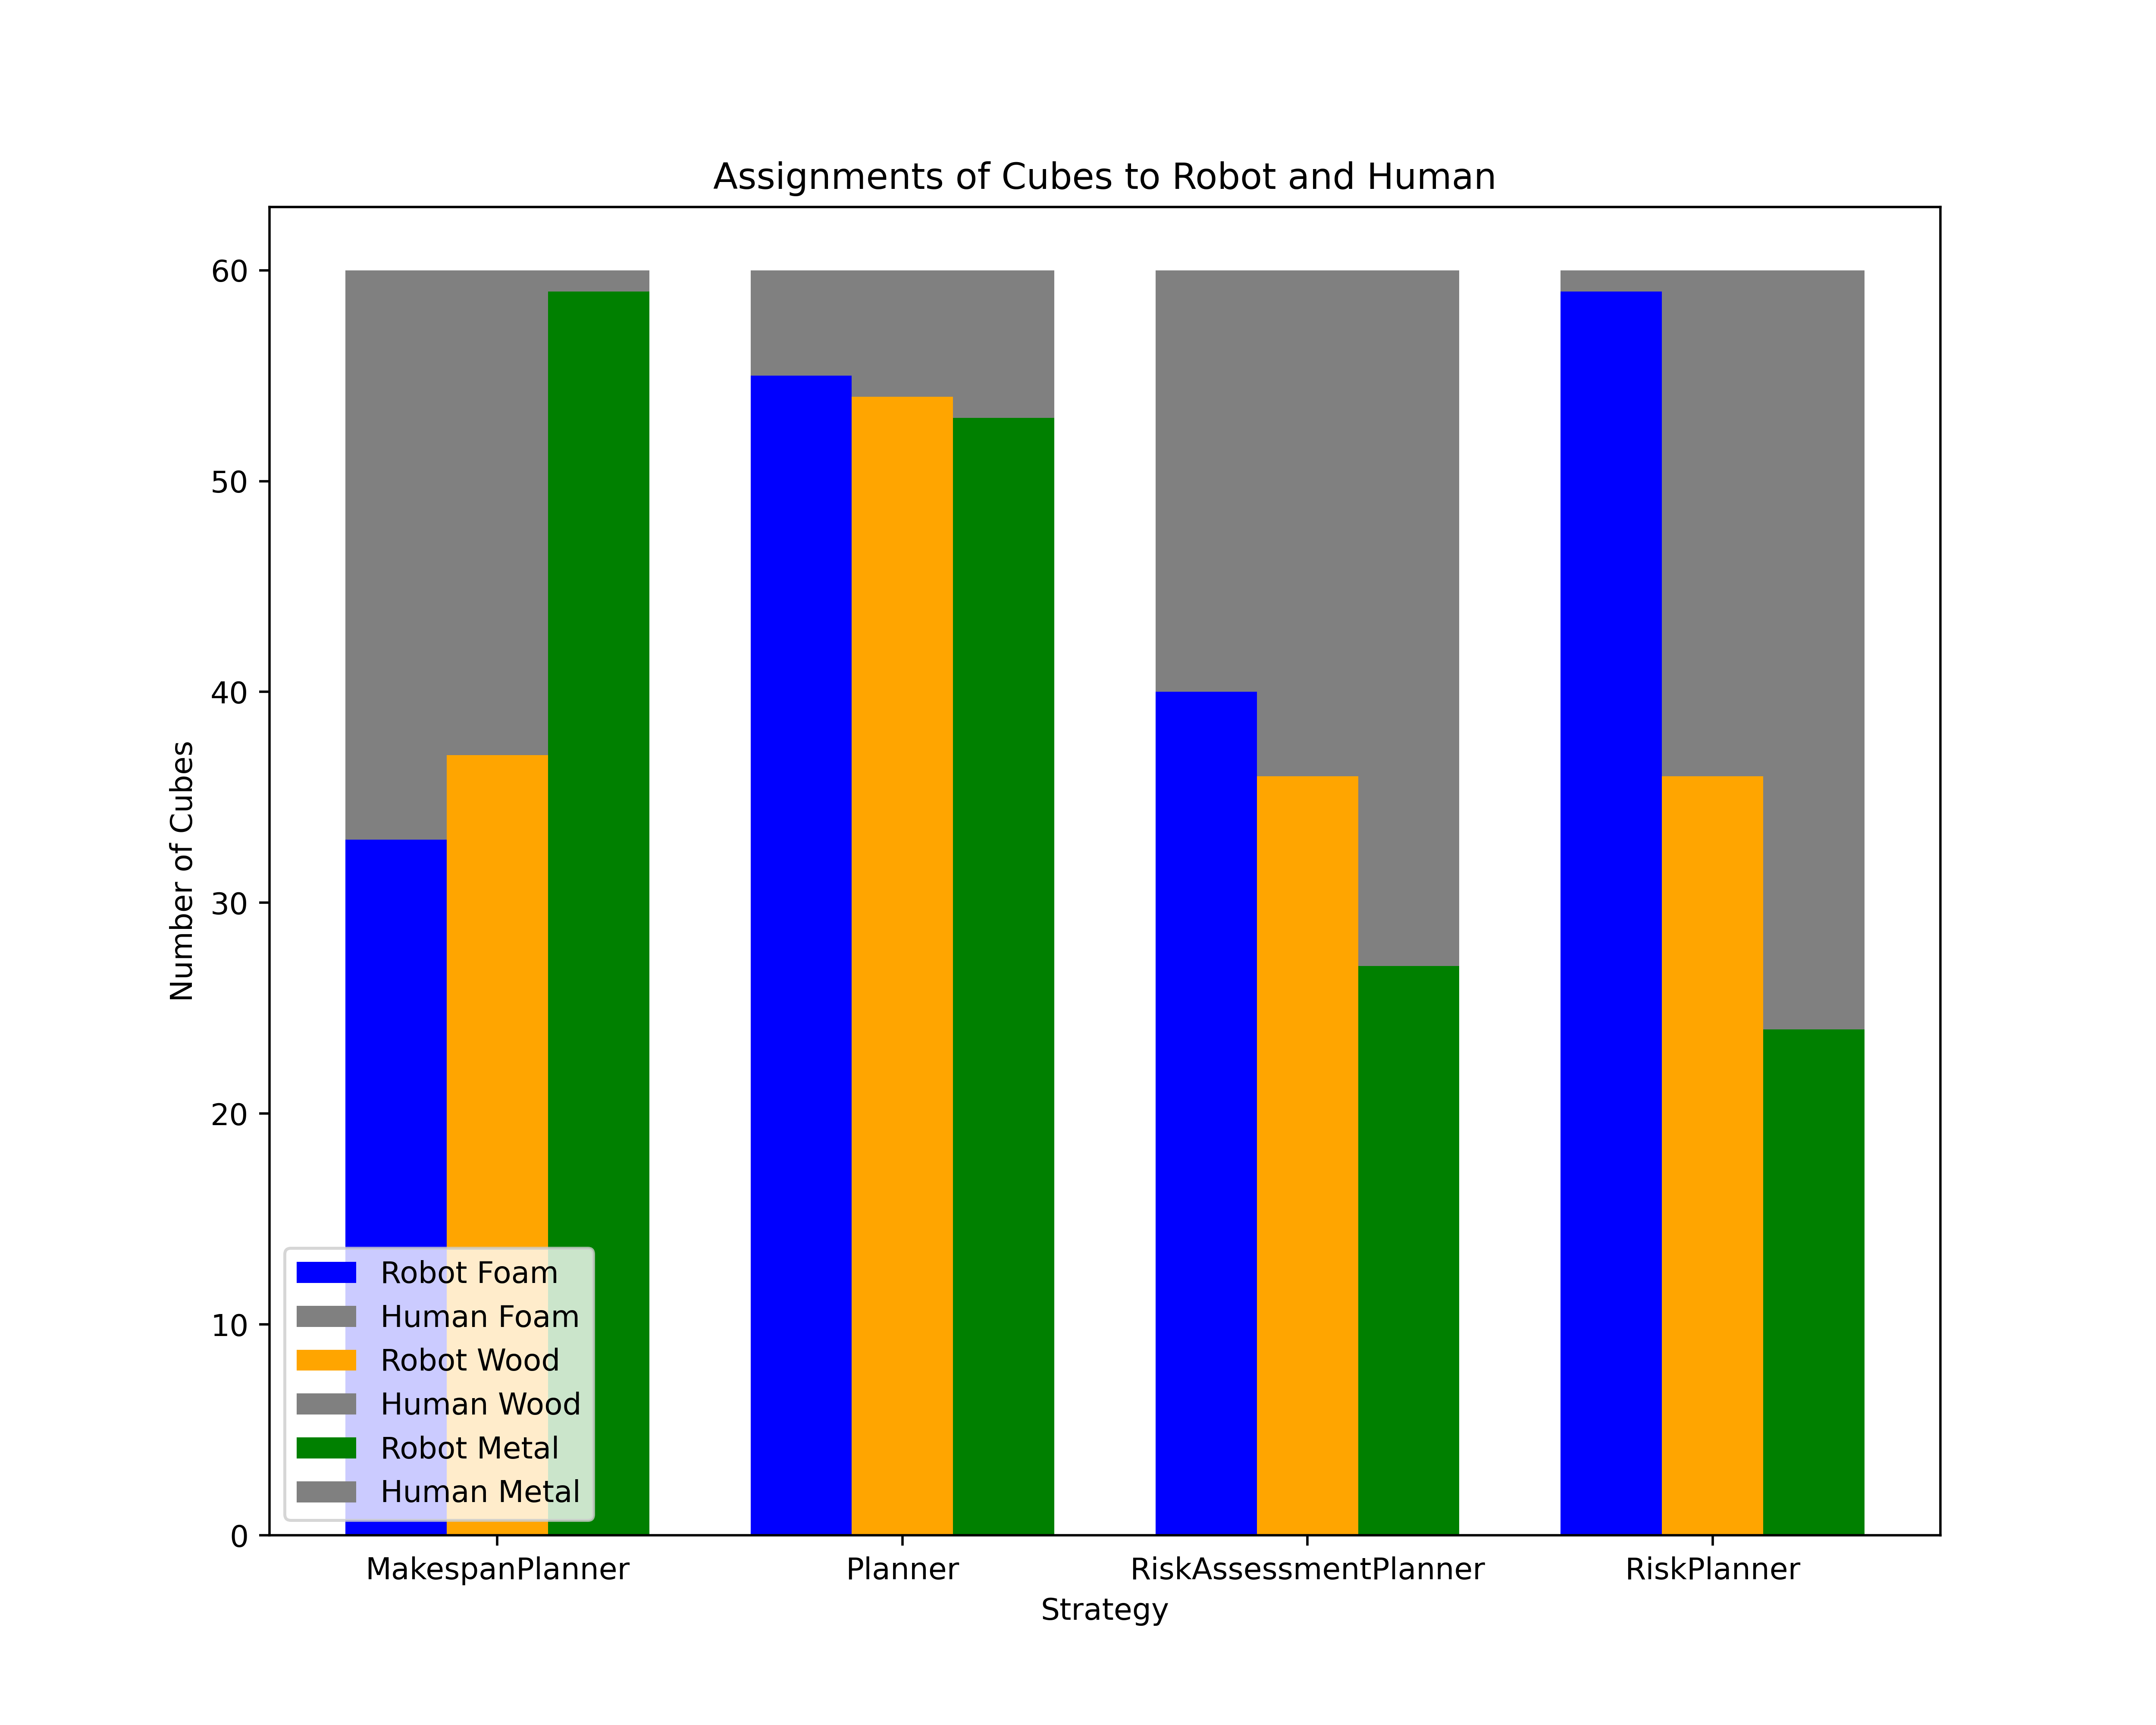 Assignments of Cubes to Robot and Human
Number of Cubes
60
50
40
30
20
10
0
Robot Foam
Human Foam
Robot Wood
Human Wood
Robot Metal
Human Metal
MakespanPlanner
Planner
RiskAssessmentPlanner
RiskPlanner
Strategy